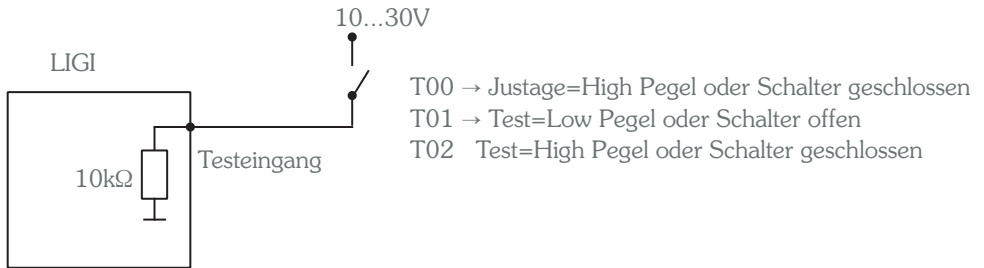 10...30V
LIGI
T00 → Justage=High Pegel oder Schalter geschlossen
T01 → Test=Low Pegel oder Schalter offen
T02 Test=High Pegel oder Schalter geschlossen
Testeingang
10kΩ